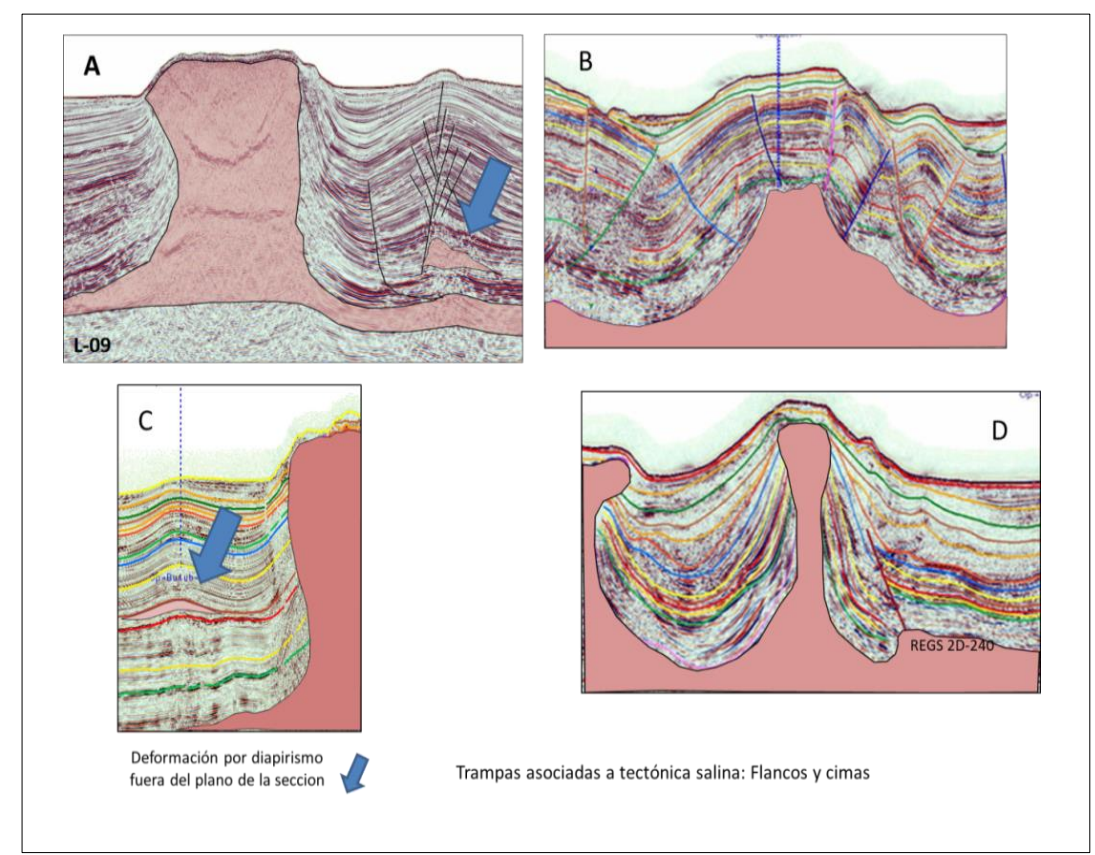 A
B
L-09
C
D
REGS 2D-240
Deformación por diapirismo
fuera del plano de la seccion
Trampas asociadas a tectónica salina: Flancos y cimas